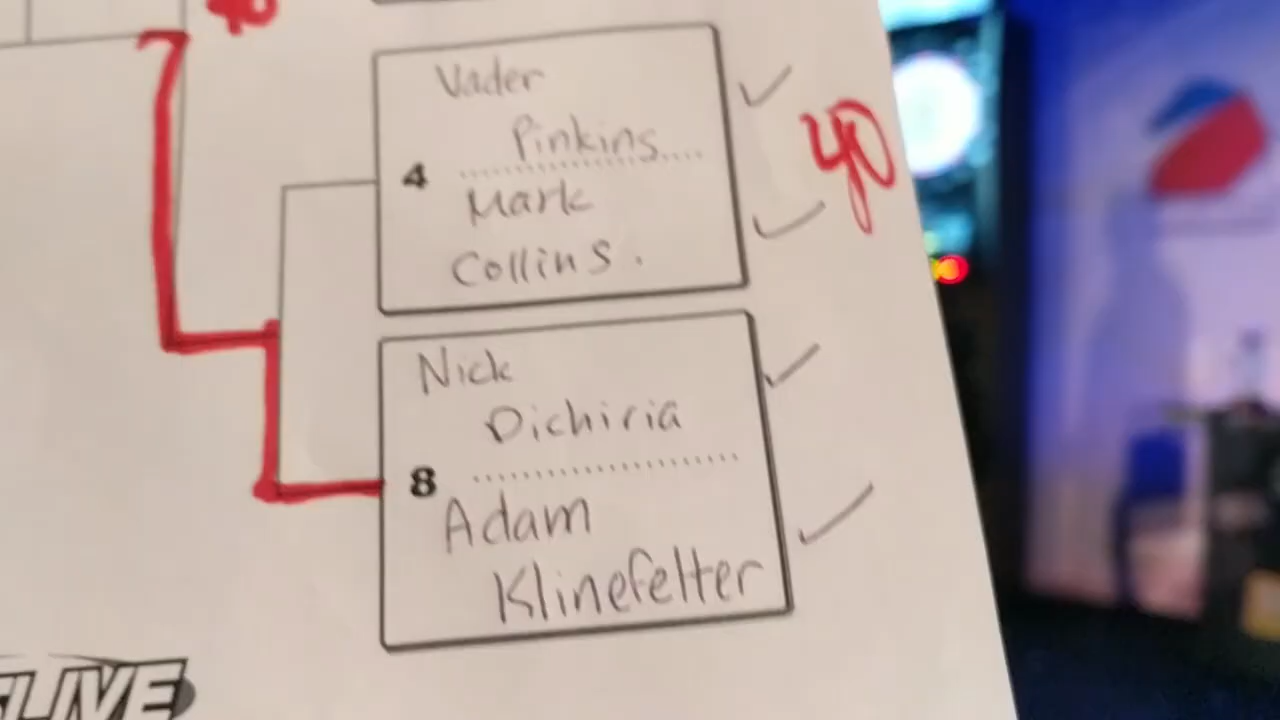 Vader
Pinkins
4
Mark
Collins.
40
Nick
Dichiria
8
Adam
Klinefelter
LIVE